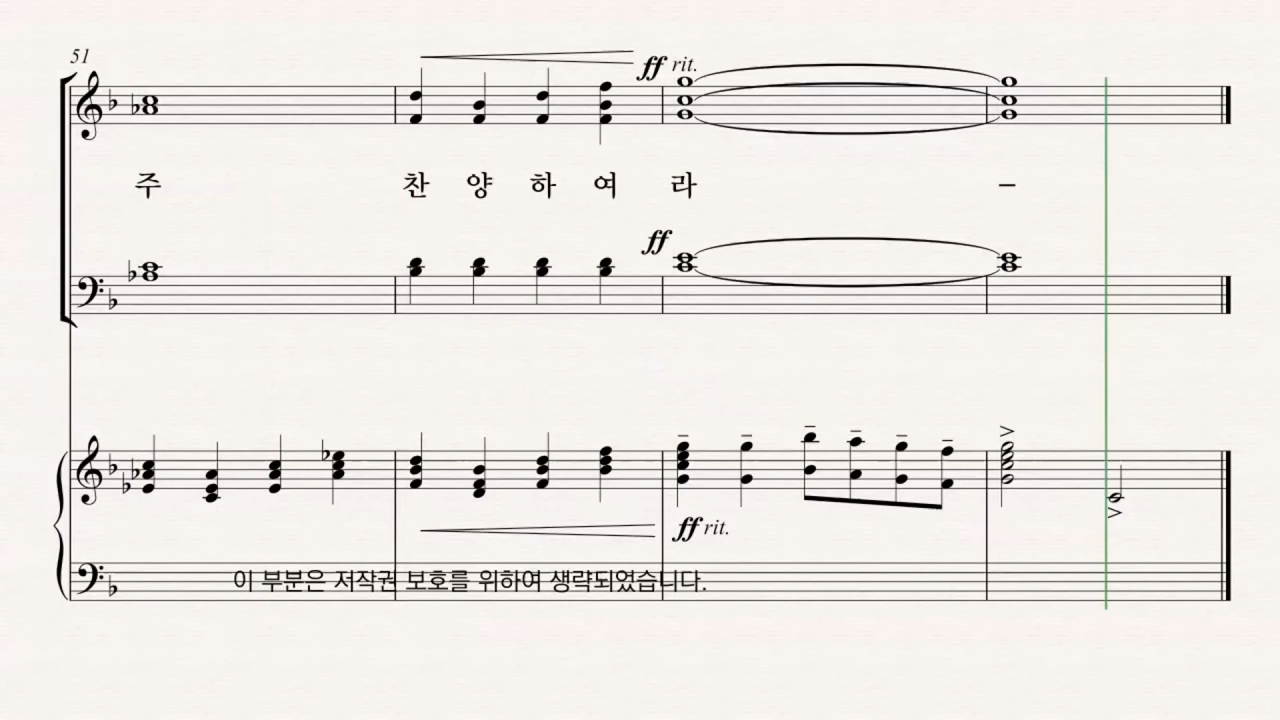 51
ff rit.
주 찬 양 하 여 라 –
ff
ff rit.
이 부분은 저작권 보호를 위하여 생략되었습니다.